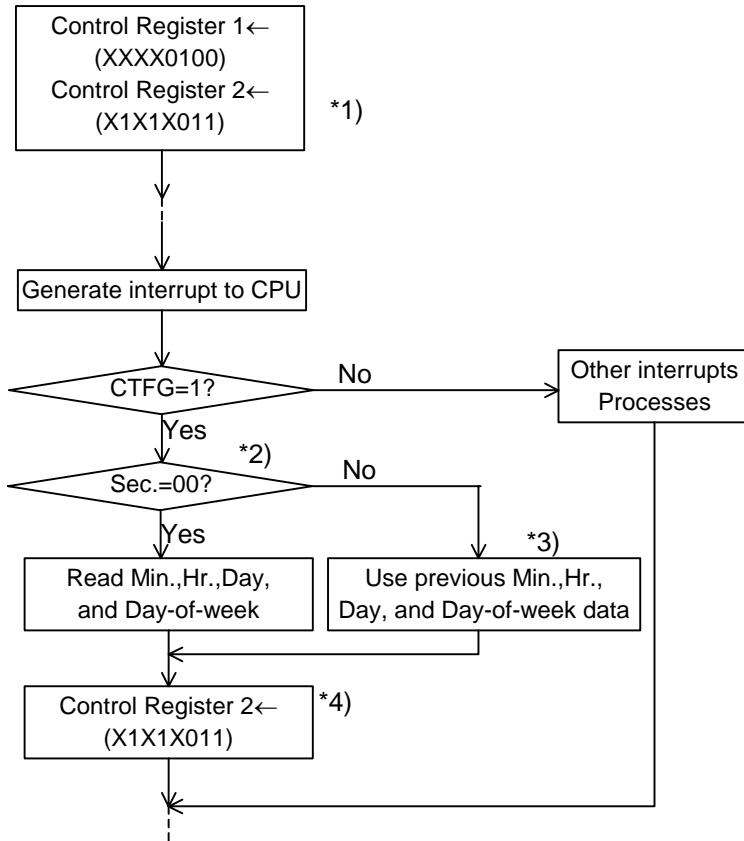 Control Register 1←
(XXXX0100)
Control Register 2←
(X1X1X011)
*1)
Generate interrupt to CPU
CTFG=1?
No
Other interrupts
Processes
Yes
*2)
Sec.=00?
No
Yes
*3)
Read Min.,Hr.,Day,
and Day-of-week
Use previous Min.,Hr.,
Day, and Day-of-week data
Control Register 2←
(X1X1X011)
*4)